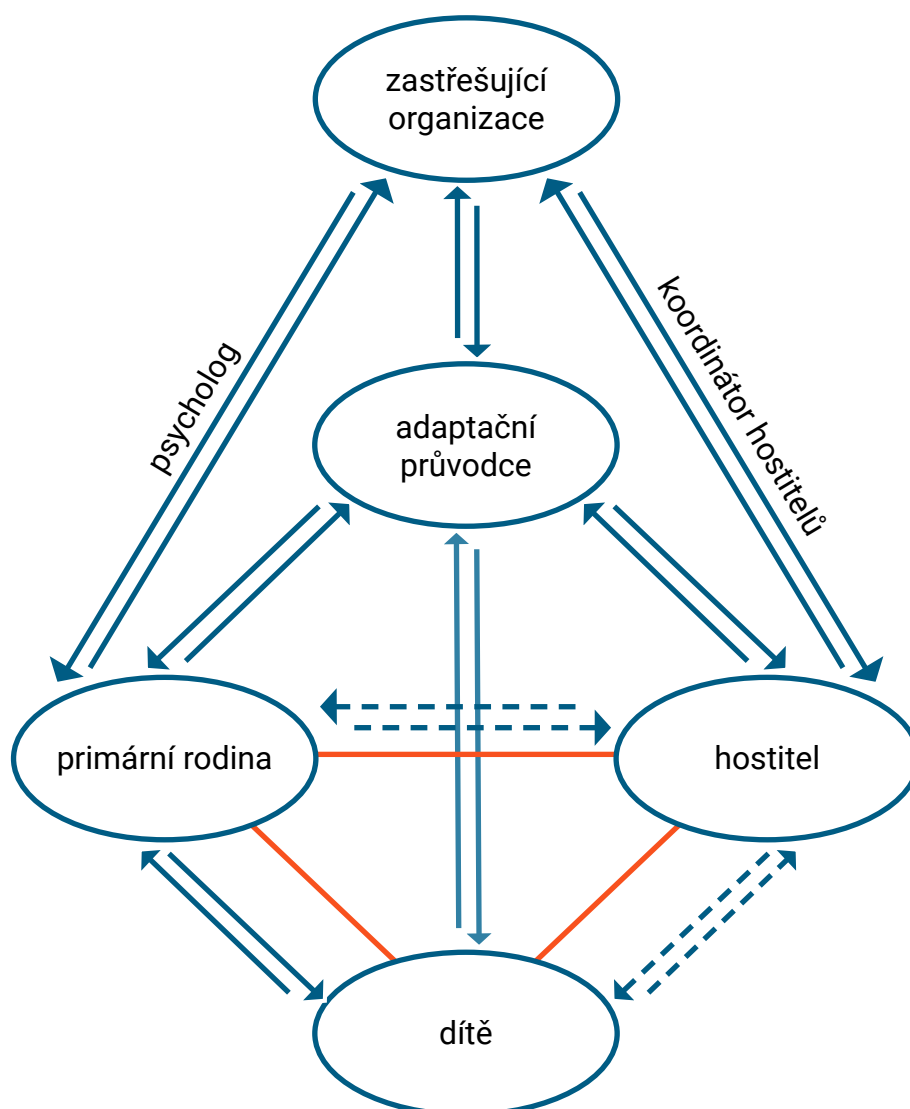 zastřešující
organizace
psycholog
koordinátor hostitelů
adaptační
průvodce
primární rodina
hostitel
dítě